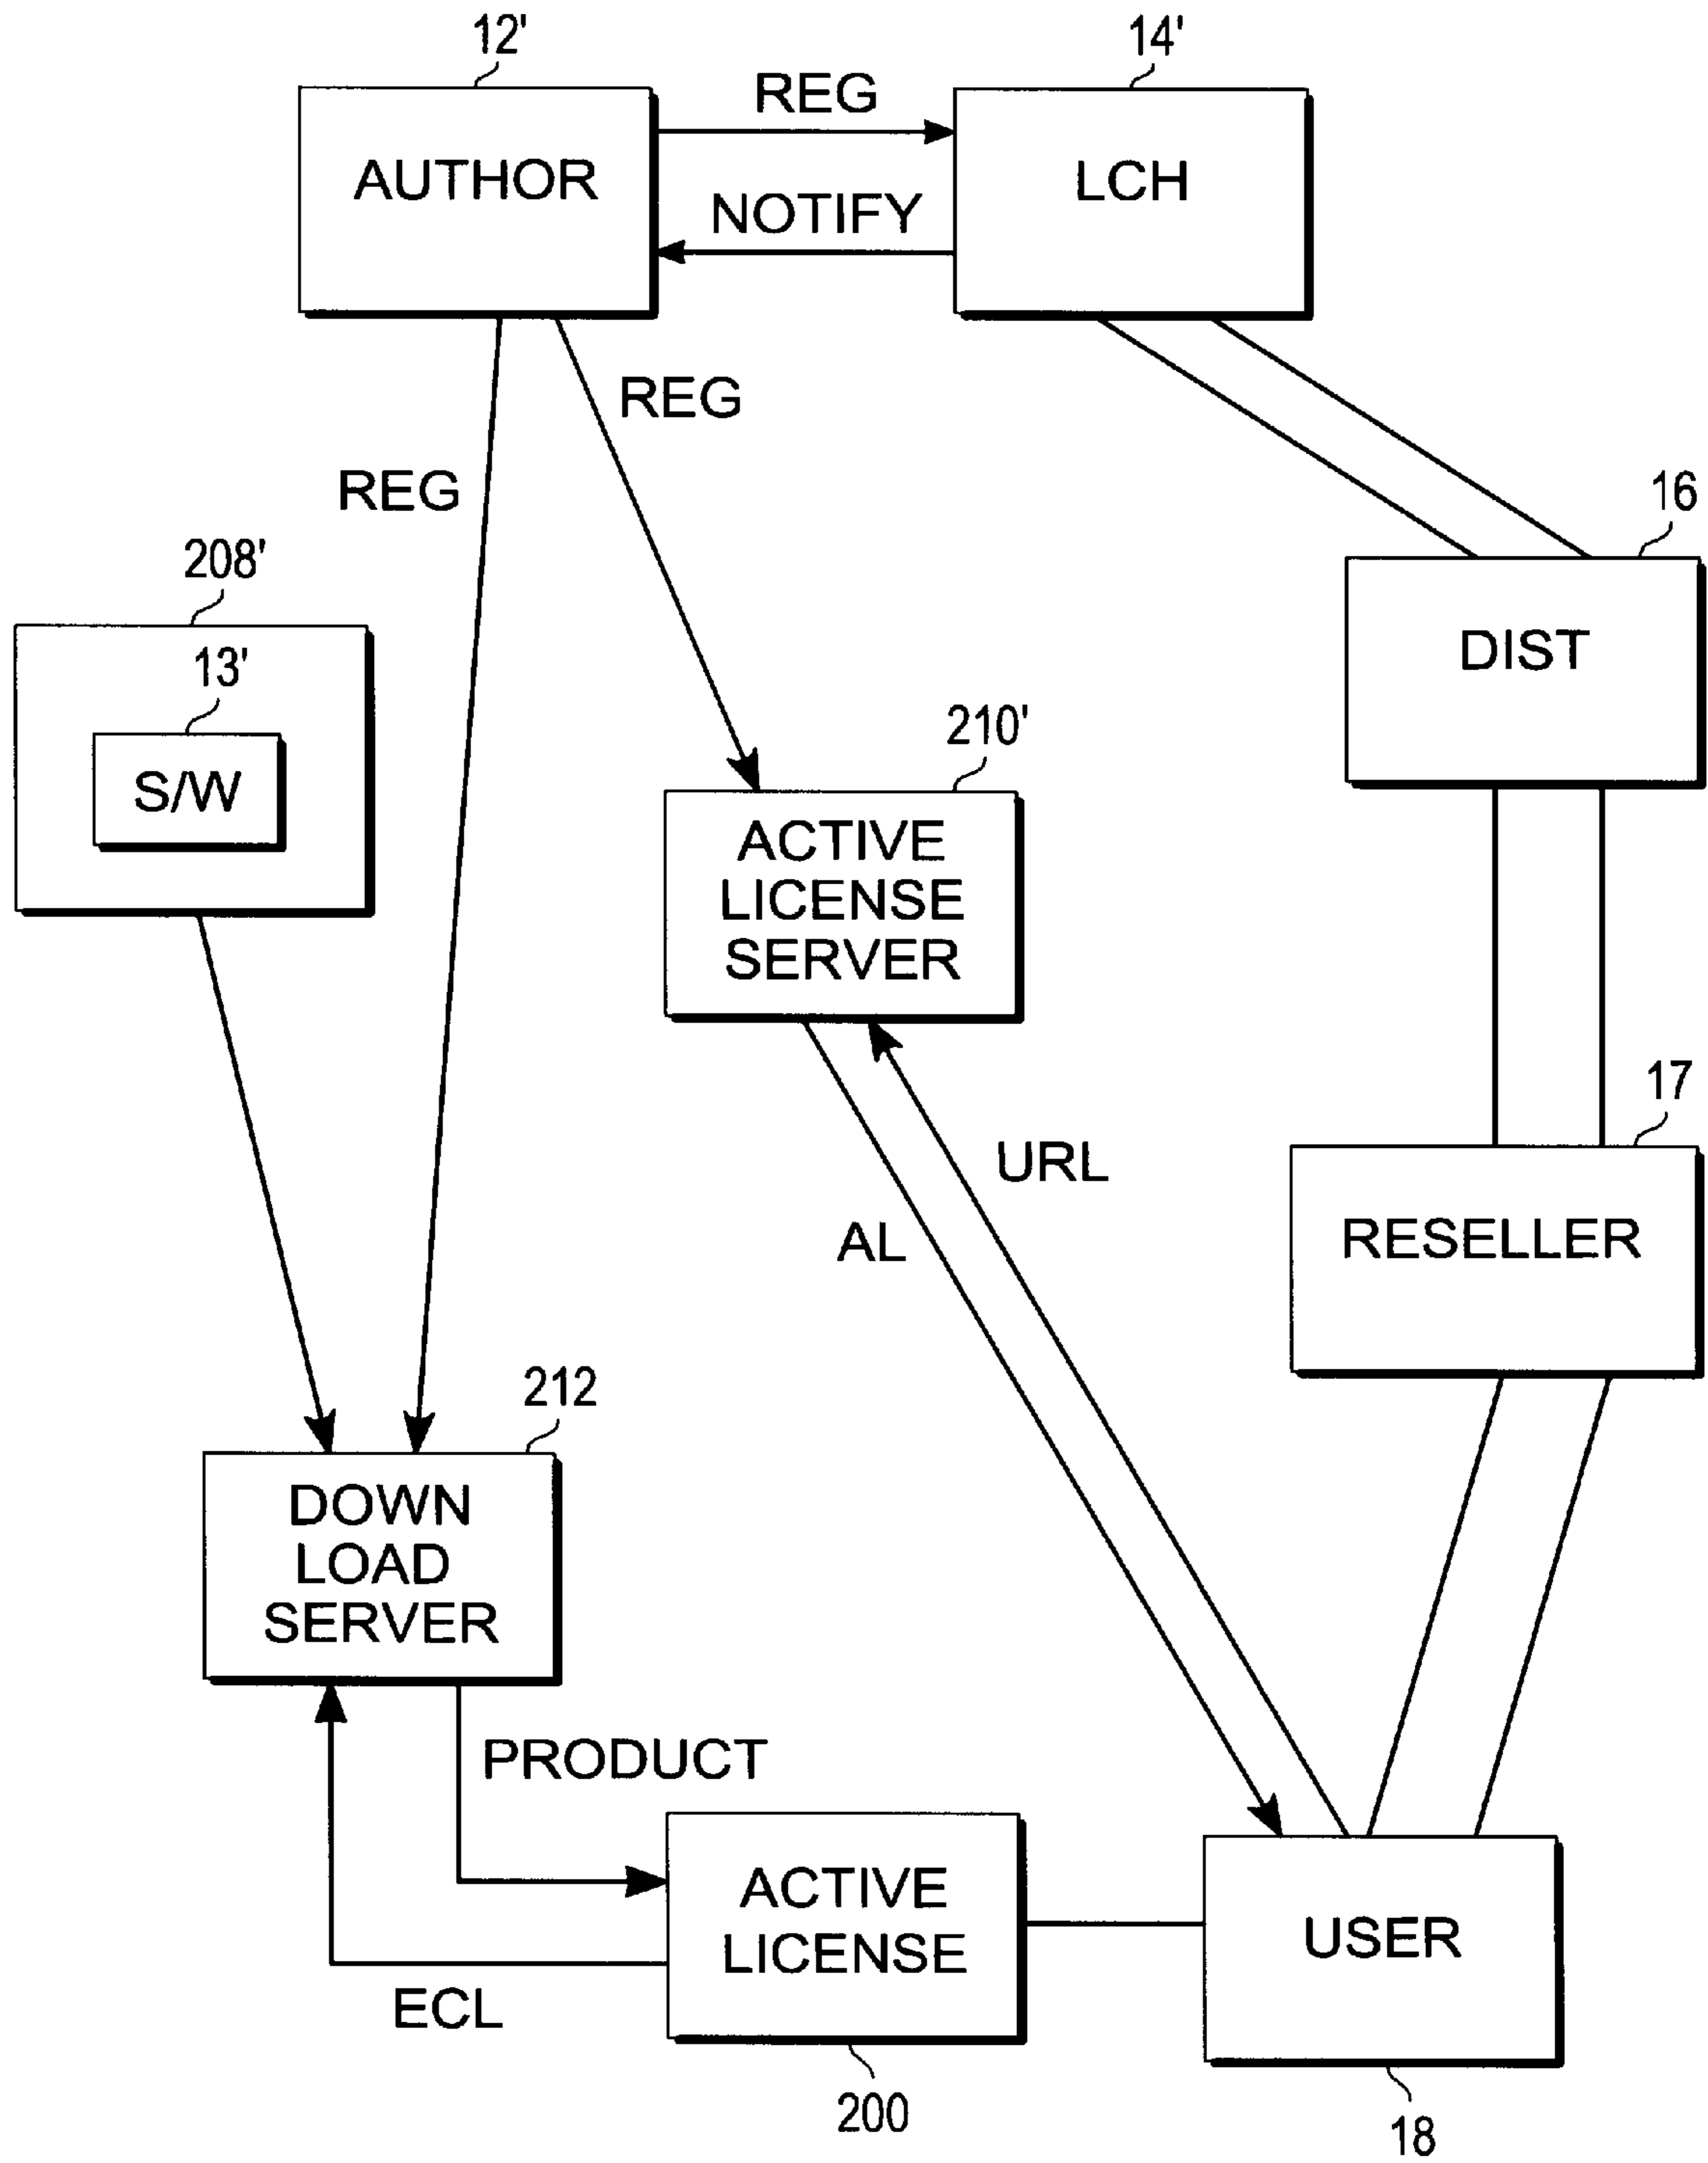 12'
14'
AUTHOR
REG
NOTIFY
LCH
REG
REG
16
DIST
208'
13'
S/W
210'
ACTIVE
LICENSE
SERVER
17
RESELLER
URL
AL
212
DOWN
LOAD
SERVER
PRODUCT
ECL
ACTIVE
LICENSE
200
USER
18